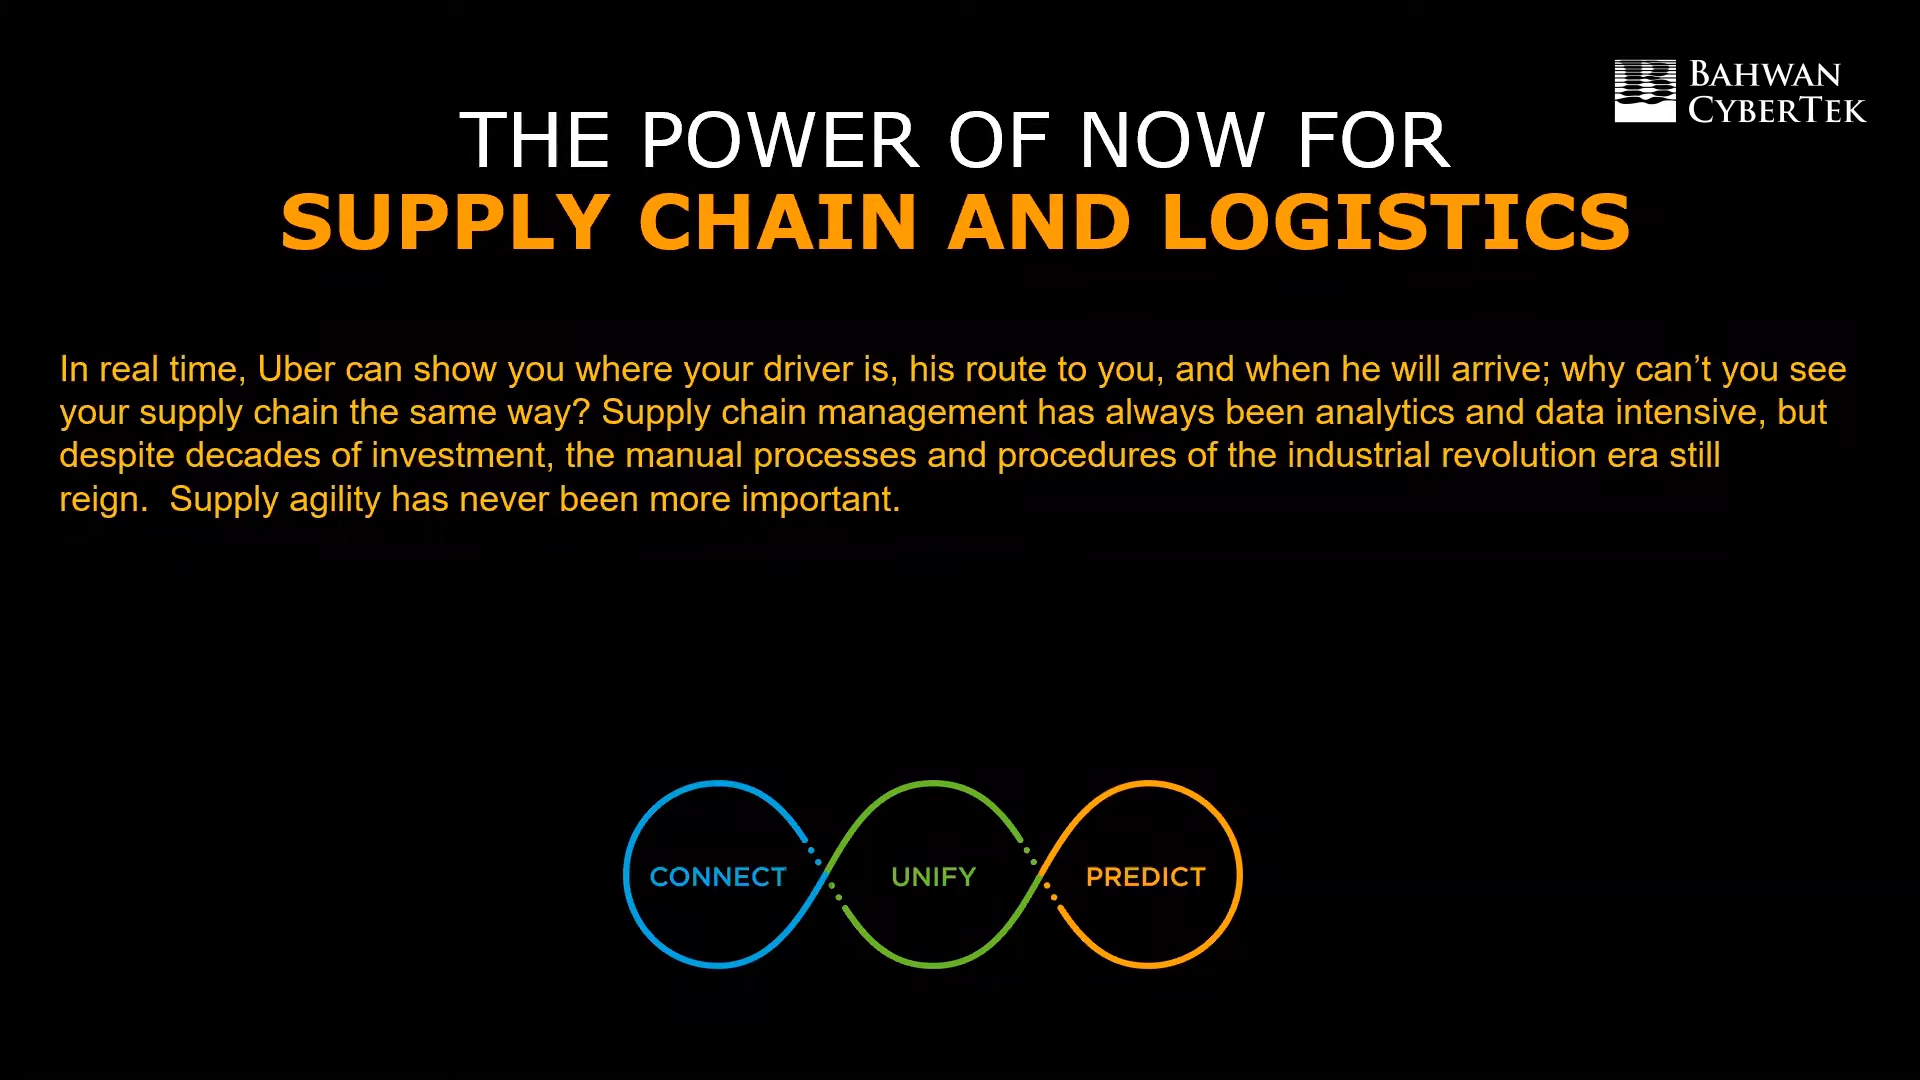 BAHWAN
CYBERTEK
THE POWER OF NOW FOR
SUPPLY CHAIN AND LOGISTICS
In real time, Uber can show you where your driver is, his route to you, and when he will arrive; why can’t you see
your supply chain the same way? Supply chain management has always been analytics and data intensive, but
despite decades of investment, the manual processes and procedures of the industrial revolution era still
reign.  Supply agility has never been more important.
CONNECT
UNIFY
PREDICT